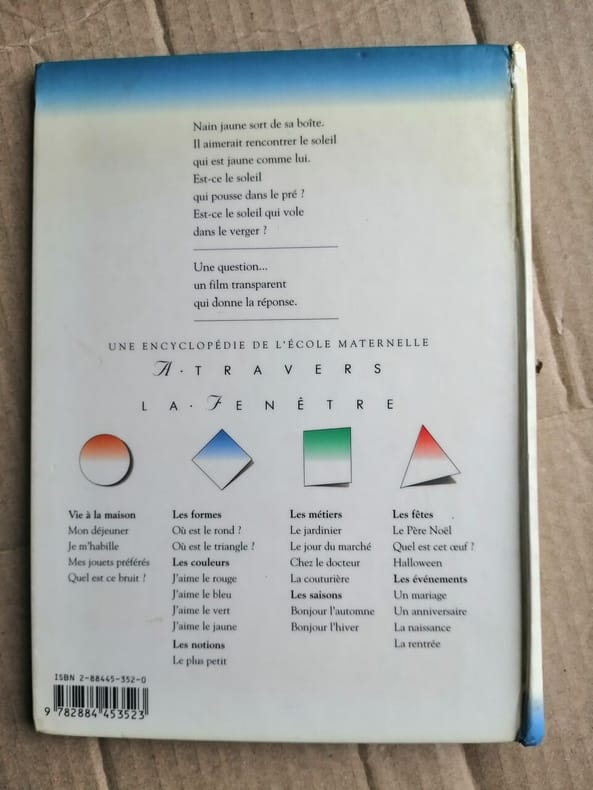 Nain jaune sort de sa boîte.
Il aimerait rencontrer le soleil
qui est jaune comme lui.
Est-ce le soleil
qui pousse dans le pré ?
Est-ce le soleil qui vole
dans le verger ?
Une question...
un film transparent
qui donne la réponse.
UNE ENCYCLOPÉDIE DE L'ÉCOLE MATERNELLE
A · TRAVERS
LA · FENÊTRE
Vie à la maison
Mon déjeuner
Je m'habille
Mes jouets préférés
Quel est ce bruit ?
Les formes
Où est le rond ?
Où est le triangle ?
Les couleurs
J'aime le rouge
J'aime le bleu
J'aime le vert
J'aime le jaune
Les notions
Le plus petit
Les métiers
Le jardinier
Le jour du marché
Chez le docteur
La couturière
Les saisons
Bonjour l'automne
Bonjour l'hiver
Les fêtes
Le Père Noël
Quel est cet œuf ?
Halloween
Les événements
Un mariage
Un anniversaire
La naissance
La rentrée
ISBN 2-88445-352-0
9 782884 453523